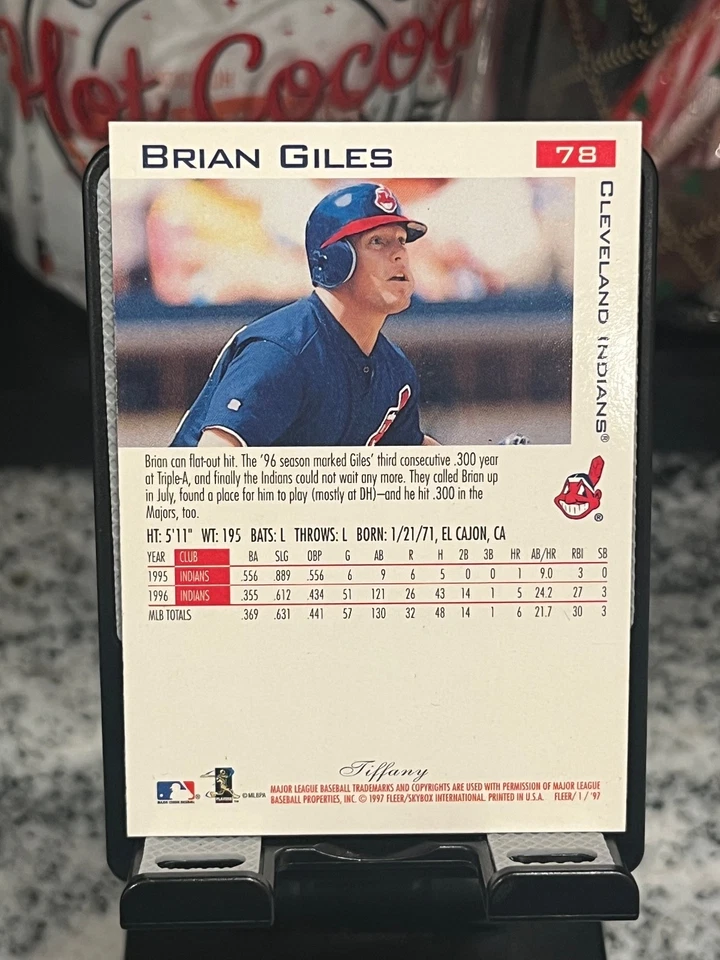 Hot Cocoa
BRIAN GILES
78
CLEVELAND INDIANS®
Brian can flat-out hit. The '96 season marked Giles' third consecutive .300 year
at Triple-A, and finally the Indians could not wait any more. They called Brian up
in July, found a place for him to play (mostly at DH)—and he hit .300 in the
Majors, too.
HT: 5'11" WT: 195 BATS: L THROWS: L BORN: 1/21/71, EL CAJON, CA
YEAR CLUB BA SLG OBP G AB R H 2B 3B HR AB/HR RBI SB
1995 INDIANS .556 .889 .556 6 9 6 5 0 0 1 9.0 3 0
1996 INDIANS .355 .612 .434 51 121 26 43 14 1 5 24.2 27 3
MLB TOTALS .369 .631 .441 57 130 32 48 14 1 6 21.7 30 3
Tiffany
©MLBPA
MAJOR LEAGUE BASEBALL TRADEMARKS AND COPYRIGHTS ARE USED WITH PERMISSION OF MAJOR LEAGUE
BASEBALL PROPERTIES, INC. © 1997 FLEER/SKYBOX INTERNATIONAL. PRINTED IN U.S.A. FLEER/1/'97